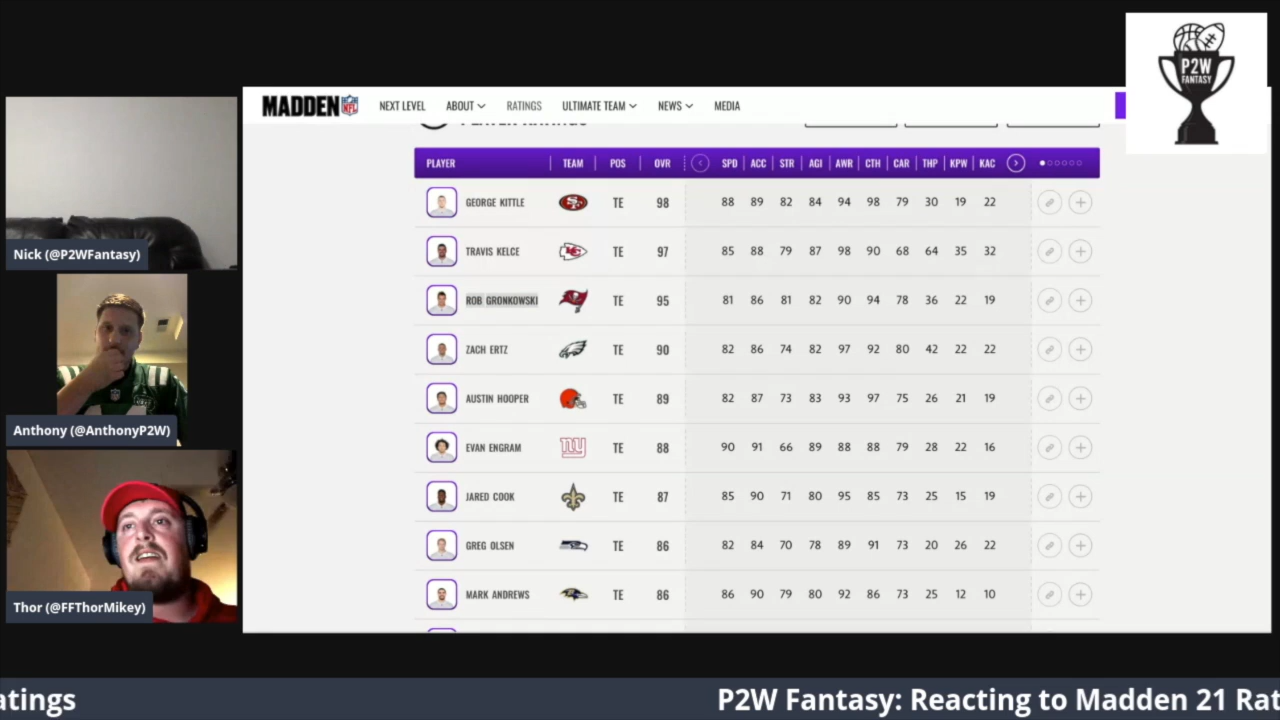 P2W
FANTASY
MADDEN NFL NEXT LEVEL ABOUT RATINGS ULTIMATE TEAM NEWS MEDIA
PLAYER TEAM POS OVR SPD ACC STR AGI AWR CTH CAR THP KPW KAC
GEORGE KITTLE TE 98 88 89 82 84 94 98 79 30 19 22
TRAVIS KELCE TE 97 85 88 79 87 98 90 68 64 35 32
ROB GRONKOWSKI TE 95 81 86 81 82 90 94 78 36 22 19
ZACH ERTZ TE 90 82 86 74 82 97 92 80 42 22 22
AUSTIN HOOPER TE 89 82 87 73 83 93 97 75 26 21 19
EVAN ENGRAM ny TE 88 90 91 66 89 88 88 79 28 22 16
JARED COOK TE 87 85 90 71 80 95 85 73 25 15 19
GREG OLSEN TE 86 82 84 70 78 89 91 73 20 26 22
MARK ANDREWS TE 86 86 90 79 80 92 86 73 25 12 10
Nick (@P2WFantasy)
Anthony (@AnthonyP2W)
Thor (@FFThorMikey)
atings P2W Fantasy: Reacting to Madden 21 Rat